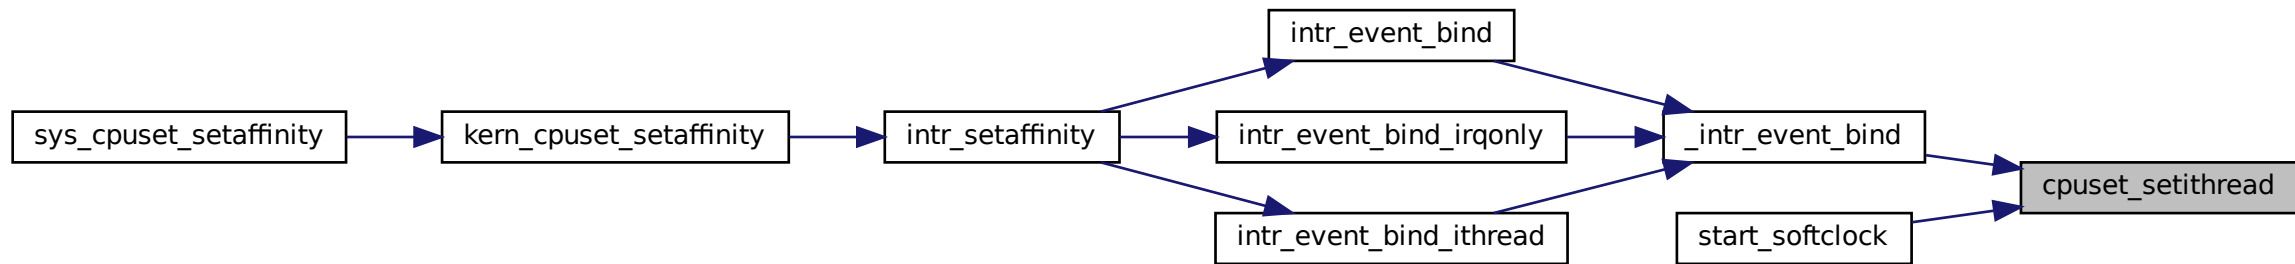 intr_event_bind
sys_cpuset_setaffinity
kern_cpuset_setaffinity
intr_setaffinity
intr_event_bind_irqonly
_intr_event_bind
cpuset_setithread
intr_event_bind_ithread
start_softclock